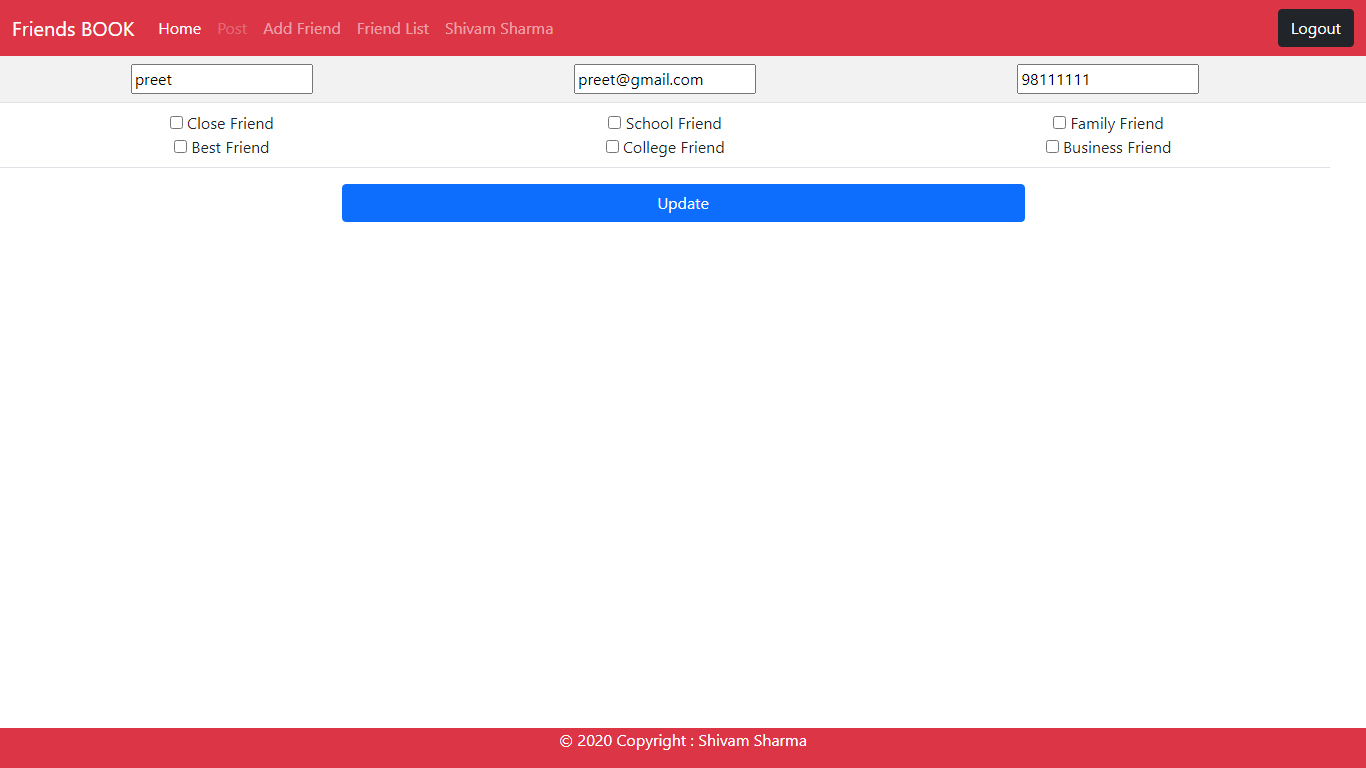 Friends BOOK Home Post Add Friend Friend List Shivam Sharma Logout
preet preet@gmail.com 98111111
Close Friend School Friend Family Friend
Best Friend College Friend Business Friend
Update
© 2020 Copyright : Shivam Sharma